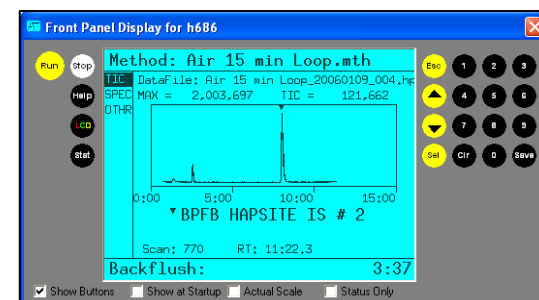 Front Panel Display for h686
Run
Stop
Help
LCD
Stat
Method: Air 15 min Loop.mth
TIC
SPEC
OTHR
DataFile: Air 15 min Loop_20060109_004.hp
MAX = 2,003,697 TIC = 121,662
0:00 5:00 10:00 15:00
BPFB HAPSITE IS # 2
Scan: 770 RT: 11:22.3
Backflush: 3:37
Esc 1 2 3
4 5 6
7 8 9
Sel Clr 0 Save
Show Buttons Show at Startup Actual Scale Status Only